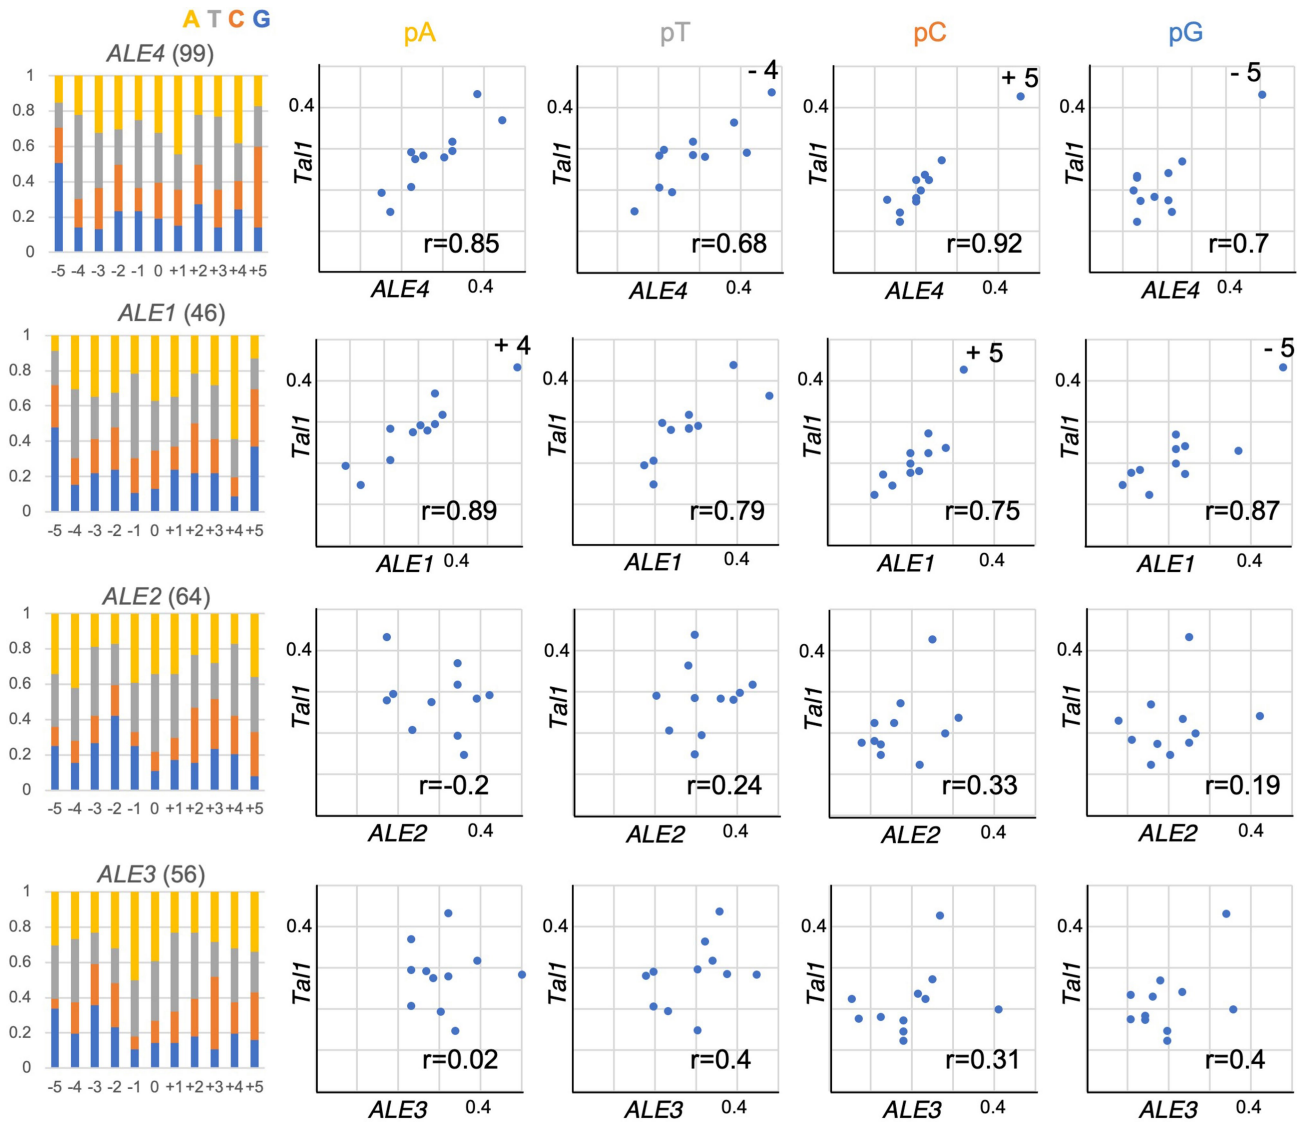 A T C G
pA
pT
pC
pG
ALE4 (99)
1
0.8
0.6
0.4
0.2
0
-5 -4 -3 -2 -1 0 +1 +2 +3 +4 +5
0.4
Tal1
r=0.85
ALE4 0.4
- 4
0.4
Tal1
r=0.68
ALE4 0.4
+ 5
0.4
Tal1
r=0.92
ALE4 0.4
- 5
0.4
Tal1
r=0.7
ALE4 0.4
ALE1 (46)
1
0.8
0.6
0.4
0.2
0
-5 -4 -3 -2 -1 0 +1 +2 +3 +4 +5
+ 4
0.4
Tal1
r=0.89
ALE1 0.4
0.4
Tal1
r=0.79
ALE1 0.4
+ 5
0.4
Tal1
r=0.75
ALE1 0.4
- 5
0.4
Tal1
r=0.87
ALE1 0.4
ALE2 (64)
1
0.8
0.6
0.4
0.2
0
-5 -4 -3 -2 -1 0 +1 +2 +3 +4 +5
0.4
Tal1
r=-0.2
ALE2 0.4
0.4
Tal1
r=0.24
ALE2 0.4
0.4
Tal1
r=0.33
ALE2 0.4
0.4
Tal1
r=0.19
ALE2 0.4
ALE3 (56)
1
0.8
0.6
0.4
0.2
0
-5 -4 -3 -2 -1 0 +1 +2 +3 +4 +5
0.4
Tal1
r=0.02
ALE3 0.4
0.4
Tal1
r=0.4
ALE3 0.4
0.4
Tal1
r=0.31
ALE3 0.4
0.4
Tal1
r=0.4
ALE3 0.4